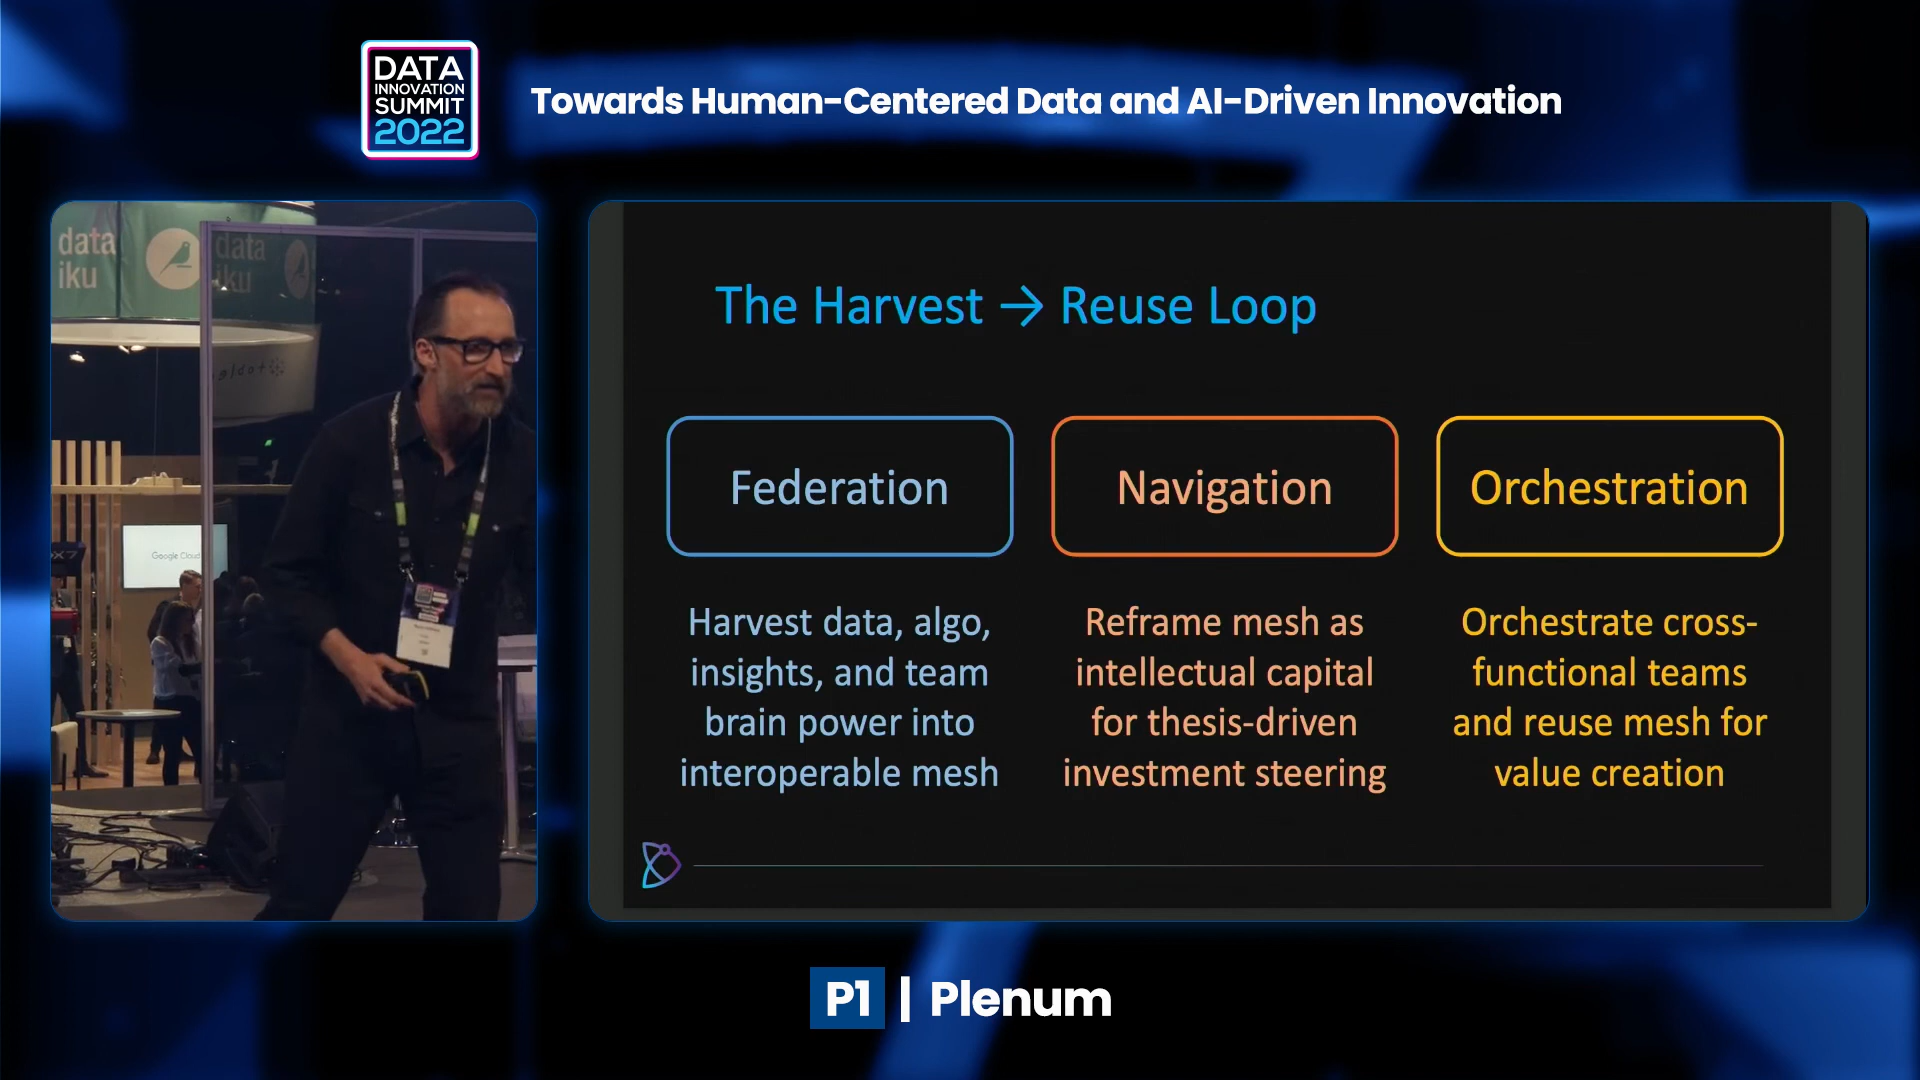 DATA
INNOVATION
SUMMIT
2022
Towards Human-Centered Data and AI-Driven Innovation
data
iku
data
iku
Google Cloud
The Harvest → Reuse Loop
Federation
Navigation
Orchestration
Harvest data, algo,
insights, and team
brain power into
interoperable mesh
Reframe mesh as
intellectual capital
for thesis-driven
investment steering
Orchestrate cross-
functional teams
and reuse mesh for
value creation
P1 | Plenum